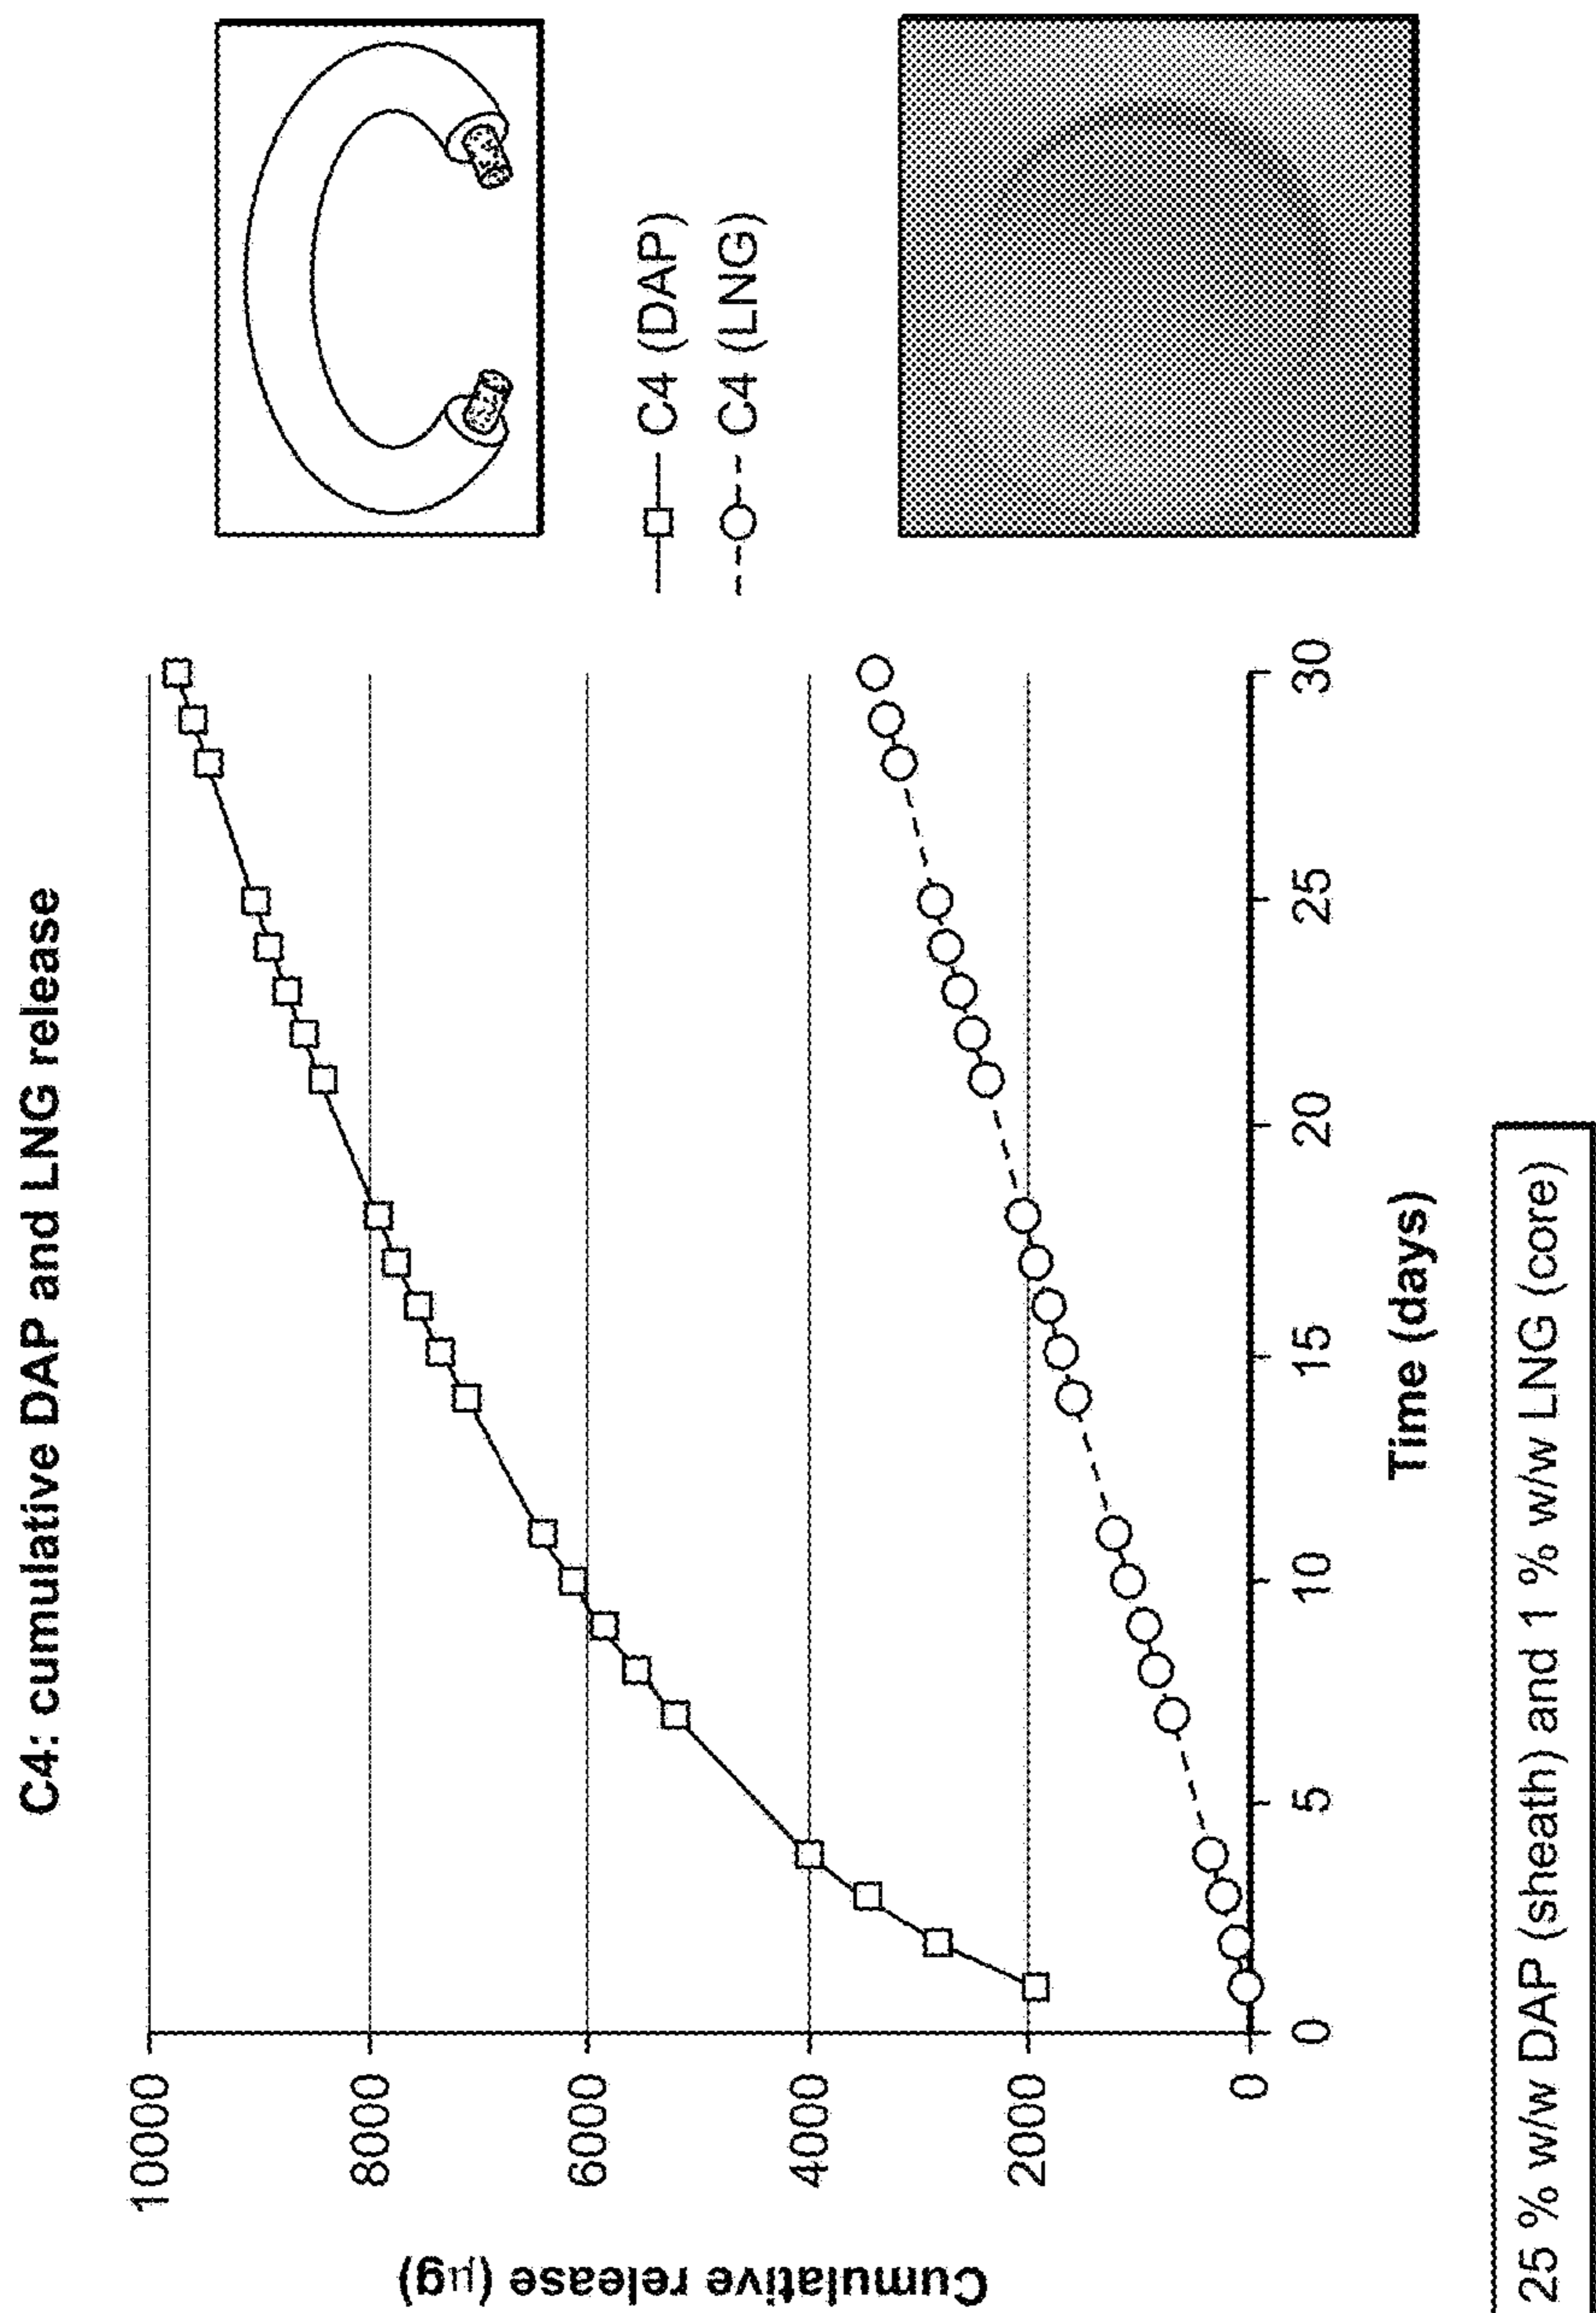 C4: cumulative DAP and LNG release
Cumulative release (µg)
10000
8000
6000
4000
2000
0
0 5 10 15 20 25 30
Time (days)
C4 (DAP)
C4 (LNG)
25 % w/w DAP (sheath) and 1 % w/w LNG (core)